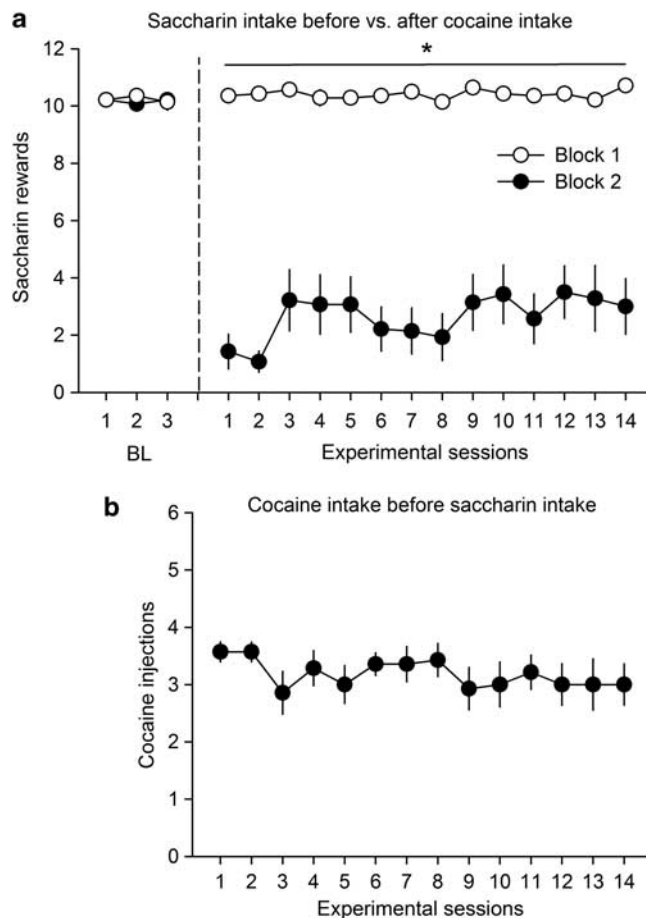 a
Saccharin intake before vs. after cocaine intake
*
12
10
8
6
4
2
0
Saccharin rewards
Block 1
Block 2
1 2 3
1 2 3 4 5 6 7 8 9 10 11 12 13 14
BL
Experimental sessions
b
Cocaine intake before saccharin intake
6
5
4
3
2
1
0
Cocaine injections
1 2 3 4 5 6 7 8 9 10 11 12 13 14
Experimental sessions